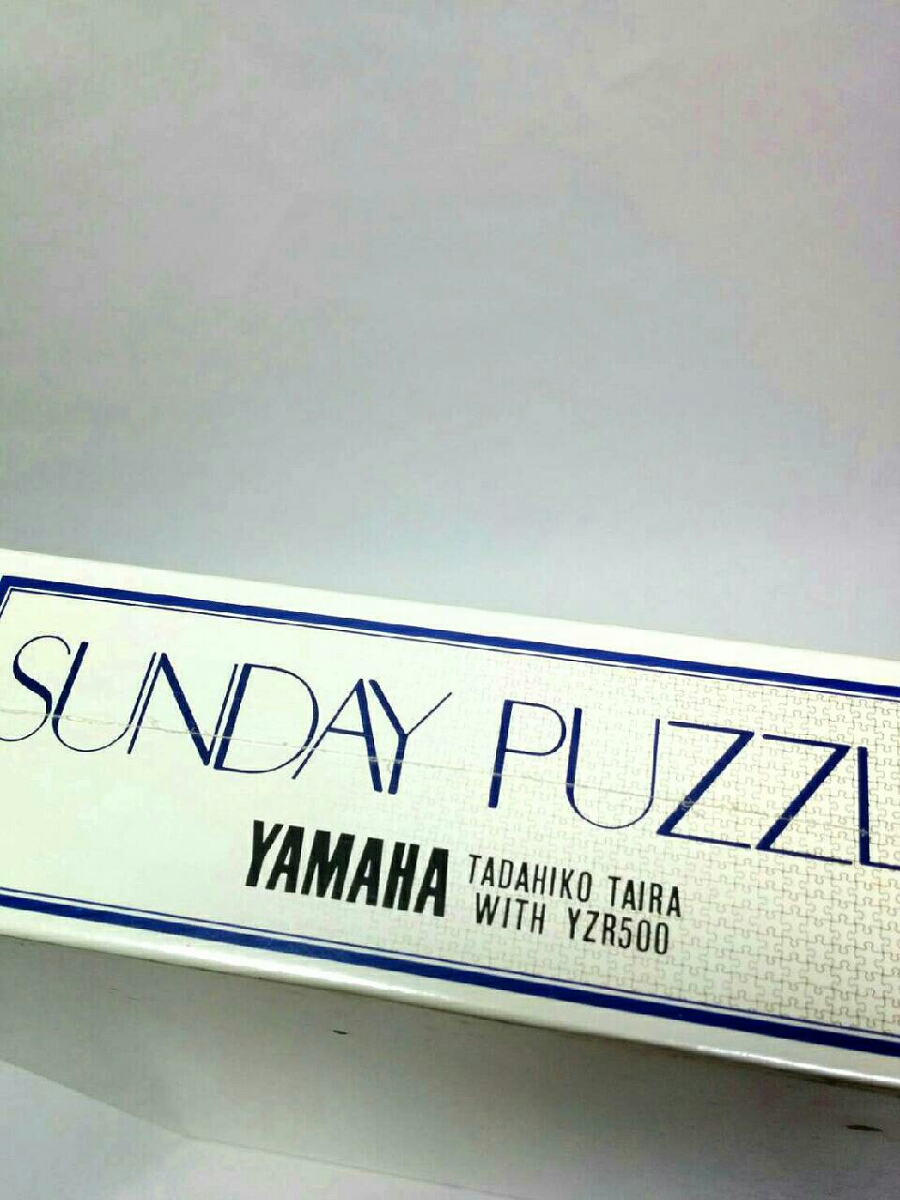 SUNDAY PUZZL
YAMAHA TADAHIKO TAIRA
WITH YZR500